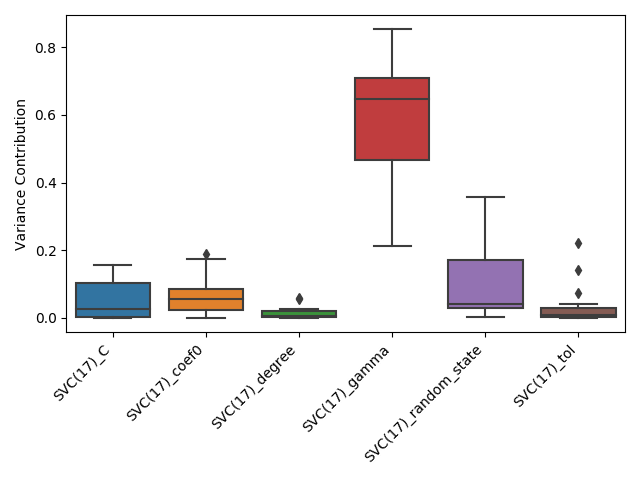 Variance Contribution
0.8
0.6
0.4
0.2
0.0
SVC(17)_C
SVC(17)_coef0
SVC(17)_degree
SVC(17)_gamma
SVC(17)_random_state
SVC(17)_tol